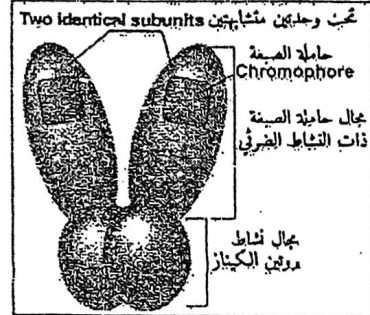 Two identical subunits تحت وحدتين متشابهتين
حاملة الصبغة
Chromophore
مجال حاملة الصبغة
ذات النشاط الضوئي
مجال نشاط
بروتين الكيناز